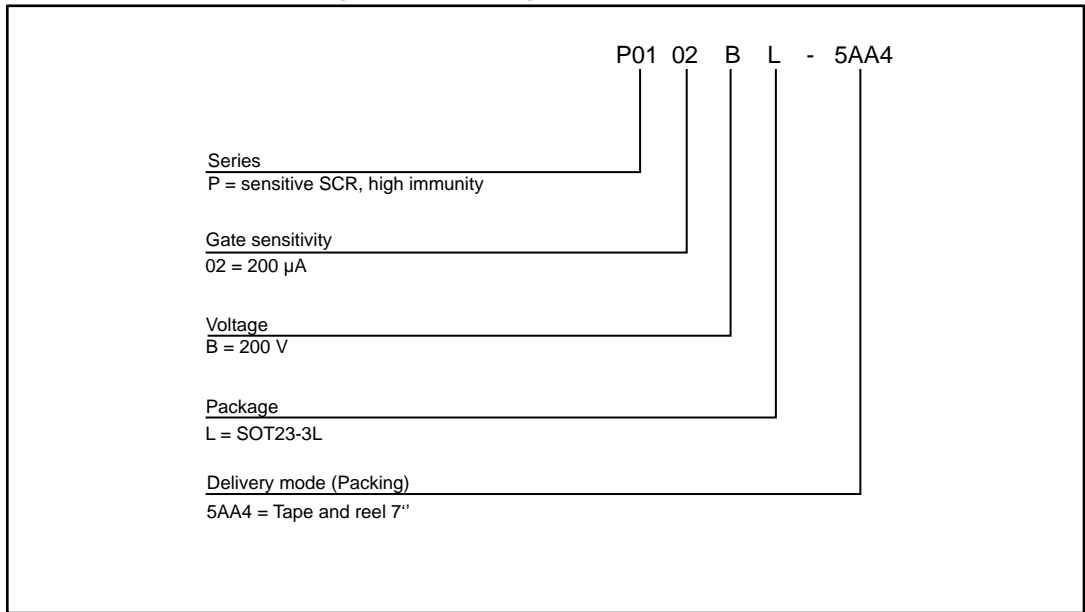 P01 02 B L - 5AA4
Series
P = sensitive SCR, high immunity
Gate sensitivity
02 = 200 µA
Voltage
B = 200 V
Package
L = SOT23-3L
Delivery mode (Packing)
5AA4 = Tape and reel 7‘’